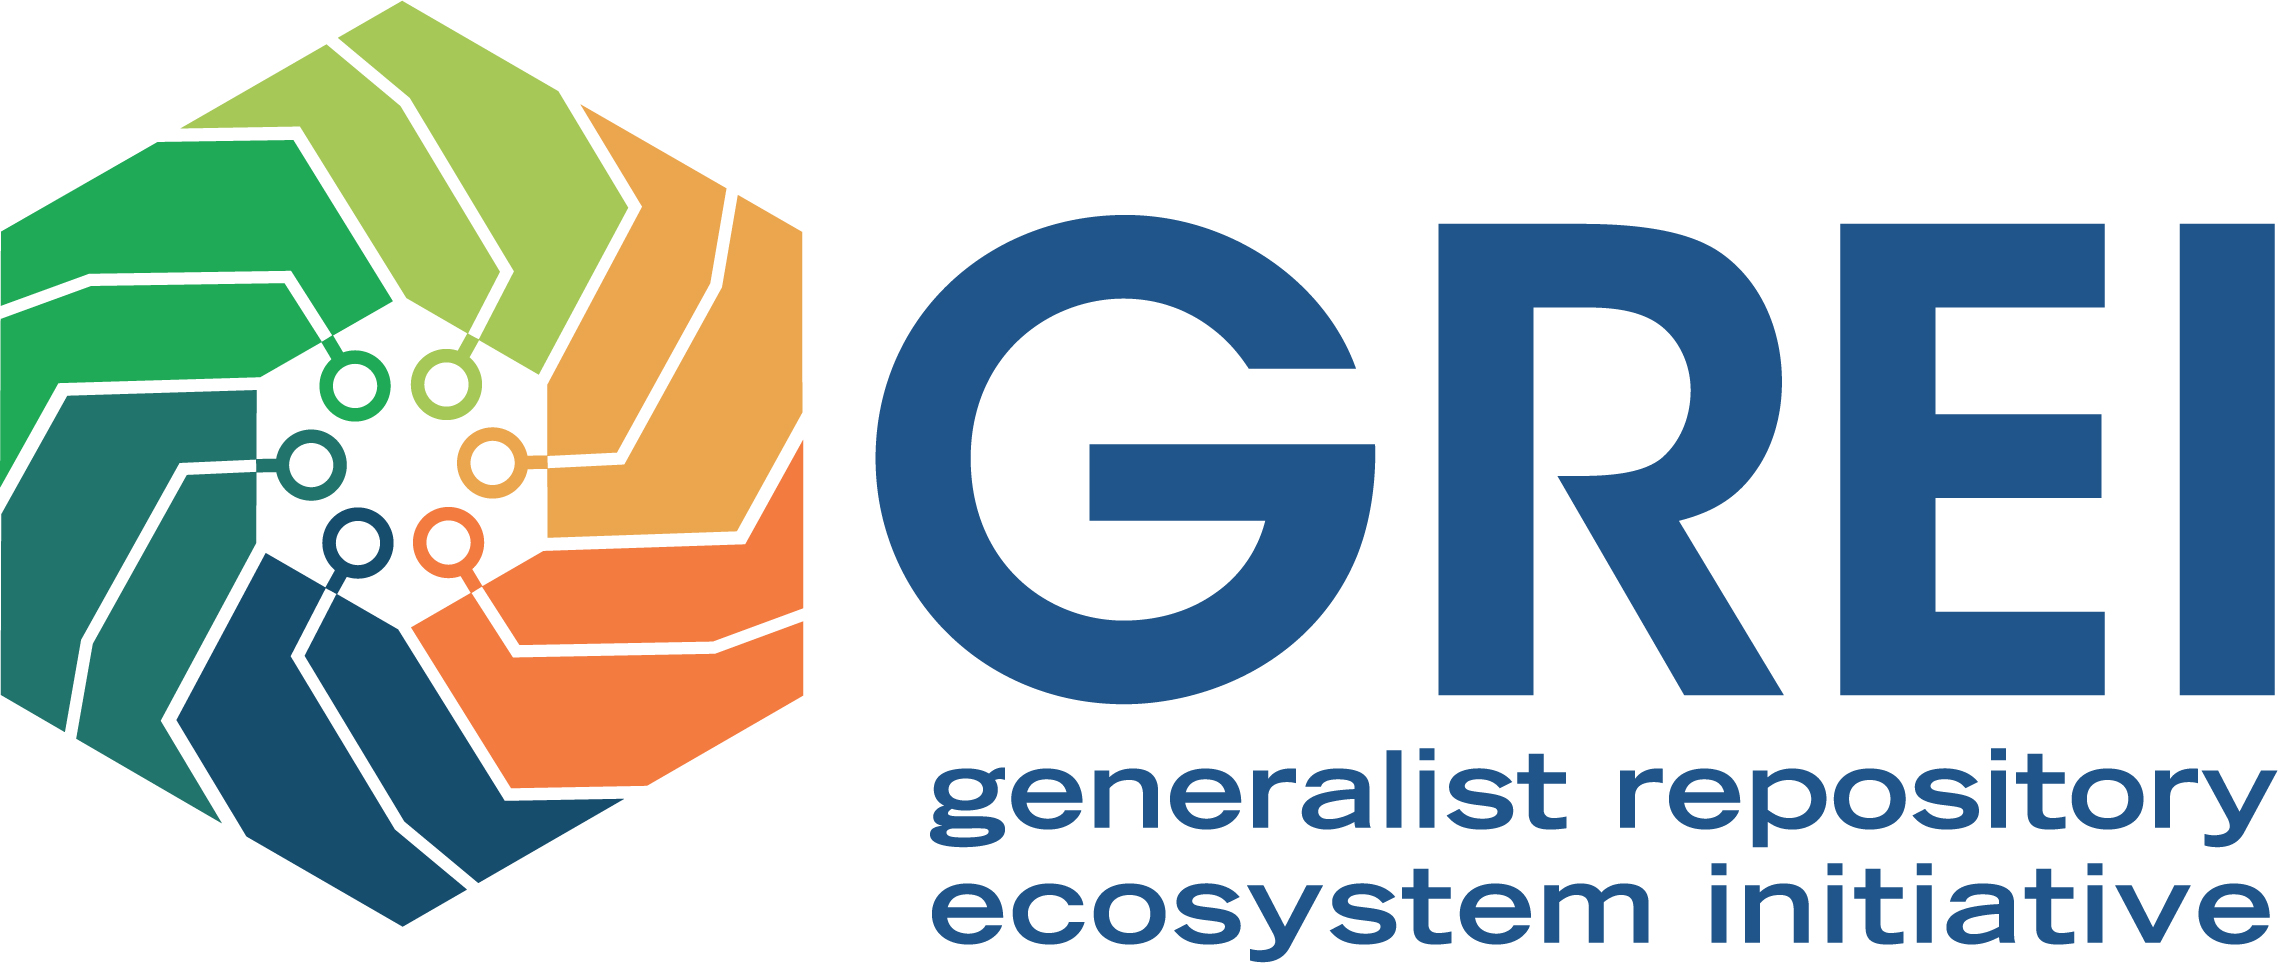 GREI
generalist repository
ecosystem initiative